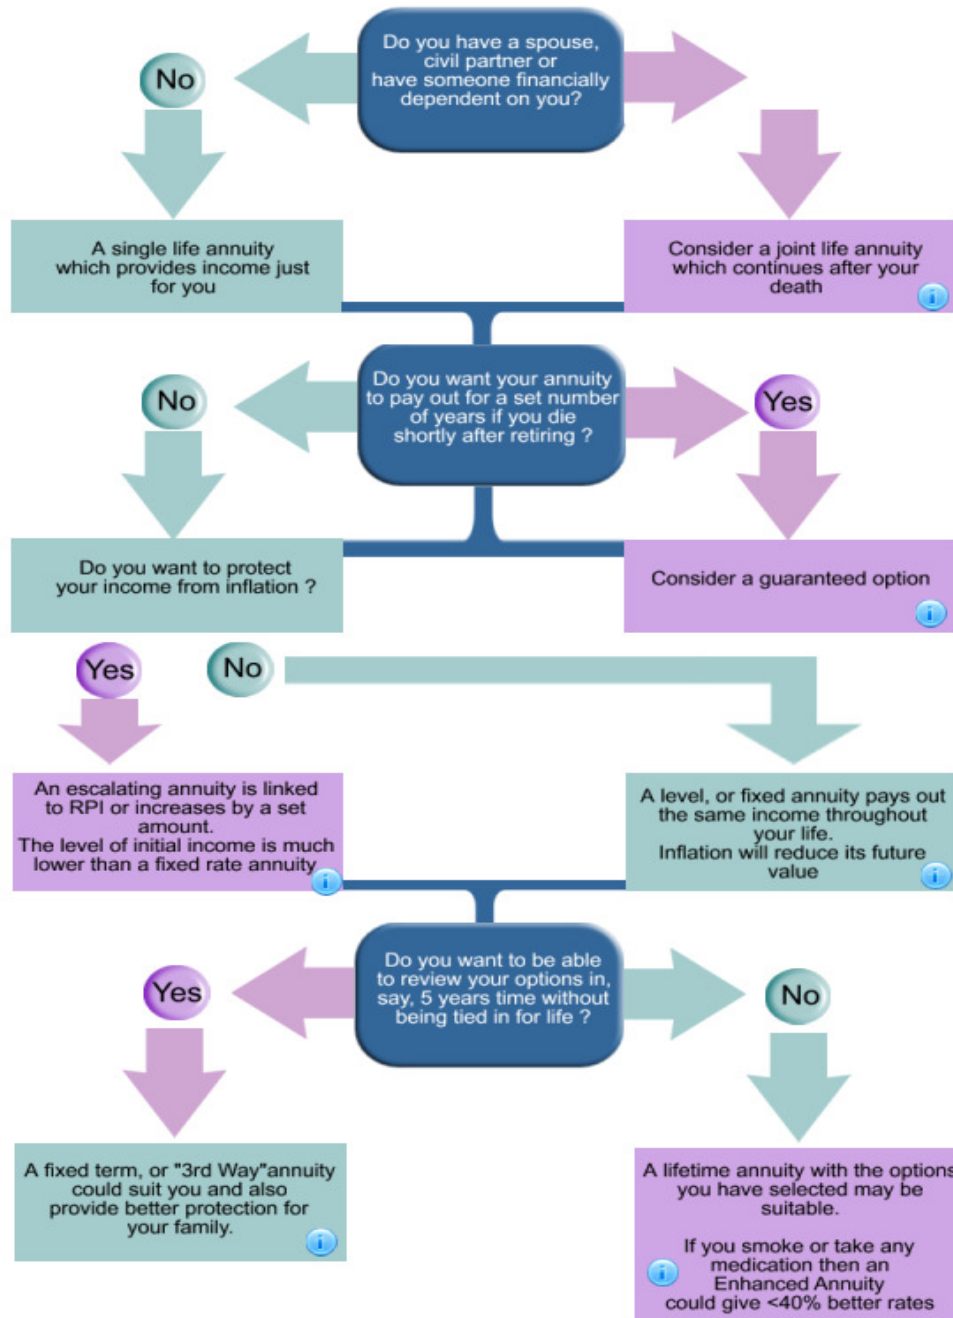 Do you have a spouse,
civil partner or
have someone financially
dependent on you?
No
A single life annuity
which provides income just
for you
Consider a joint life annuity
which continues after your
death
i
Do you want your annuity
to pay out for a set number
of years if you die
shortly after retiring ?
No
Yes
Do you want to protect
your income from inflation ?
Consider a guaranteed option
i
Yes
No
An escalating annuity is linked
to RPI or increases by a set
amount.
The level of initial income is much
lower than a fixed rate annuity
i
A level, or fixed annuity pays out
the same income throughout
your life.
Inflation will reduce its future
value
i
Do you want to be able
to review your options in,
say, 5 years time without
being tied in for life ?
Yes
No
A fixed term, or "3rd Way"annuity
could suit you and also
provide better protection for
your family.
i
A lifetime annuity with the options
you have selected may be
suitable.
i
If you smoke or take any
medication then an
Enhanced Annuity
could give <40% better rates